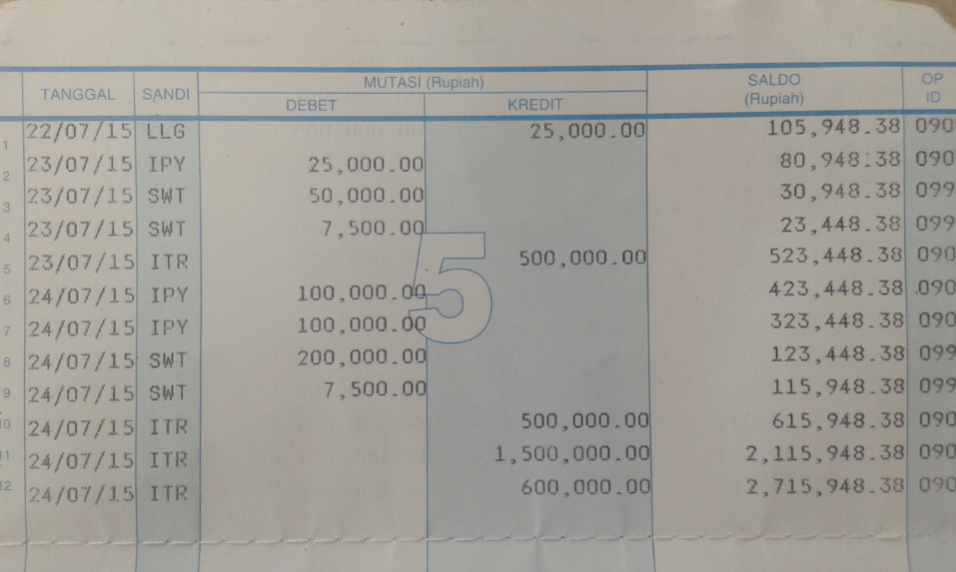 TANGGAL SANDI MUTASI (Rupiah) SALDO (Rupiah) OP ID
DEBET KREDIT
1 22/07/15 LLG 25,000.00 105,948.38 090
2 23/07/15 IPY 25,000.00 80,948.38 090
3 23/07/15 SWT 50,000.00 30,948.38 099
4 23/07/15 SWT 7,500.00 23,448.38 099
5 23/07/15 ITR 500,000.00 523,448.38 090
6 24/07/15 IPY 100,000.00 423,448.38 090
7 24/07/15 IPY 100,000.00 323,448.38 090
8 24/07/15 SWT 200,000.00 123,448.38 099
9 24/07/15 SWT 7,500.00 115,948.38 099
10 24/07/15 ITR 500,000.00 615,948.38 090
11 24/07/15 ITR 1,500,000.00 2,115,948.38 090
12 24/07/15 ITR 600,000.00 2,715,948.38 090
5